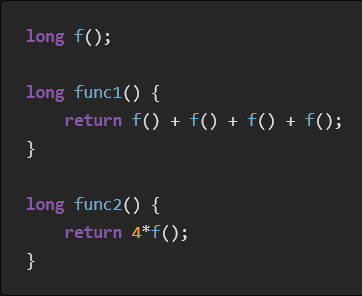 long f();
long func1() {
    return f() + f() + f() + f();
}
long func2() {
    return 4*f();
}